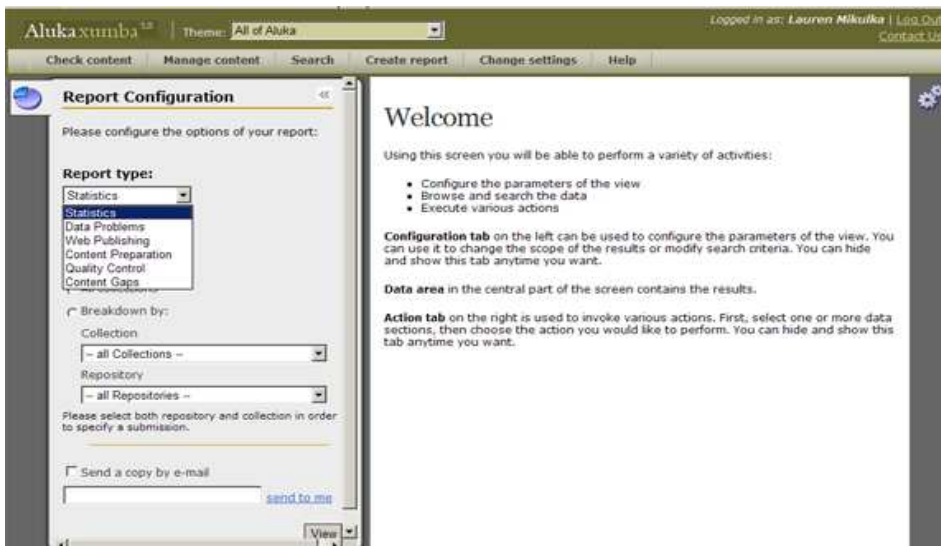 Logged in as: Lauren Mikulka | Log Out
Alukaxumba 1.0 Theme: All of Aluka
Contact Us
Check content Manage content Search Create report Change settings Help
Report Configuration
Please configure the options of your report:
Report type:
Statistics
Statistics
Data Problems
Web Publishing
Content Preparation
Quality Control
Content Gaps
Breakdown by:
Collection
-- all Collections --
Repository
-- all Repositories --
Please select both repository and collection in order
to specify a submission.
Send a copy by e-mail
send to me
View
Welcome
Using this screen you will be able to perform a variety of activities:
• Configure the parameters of the view
• Browse and search the data
• Execute various actions
Configuration tab on the left can be used to configure the parameters of the view. You
can use it to change the scope of the results or modify search criteria. You can hide
and show this tab anytime you want.
Data area in the central part of the screen contains the results.
Action tab on the right is used to invoke various actions. First, select one or more data
sections, then choose the action you would like to perform. You can hide and show this
tab anytime you want.